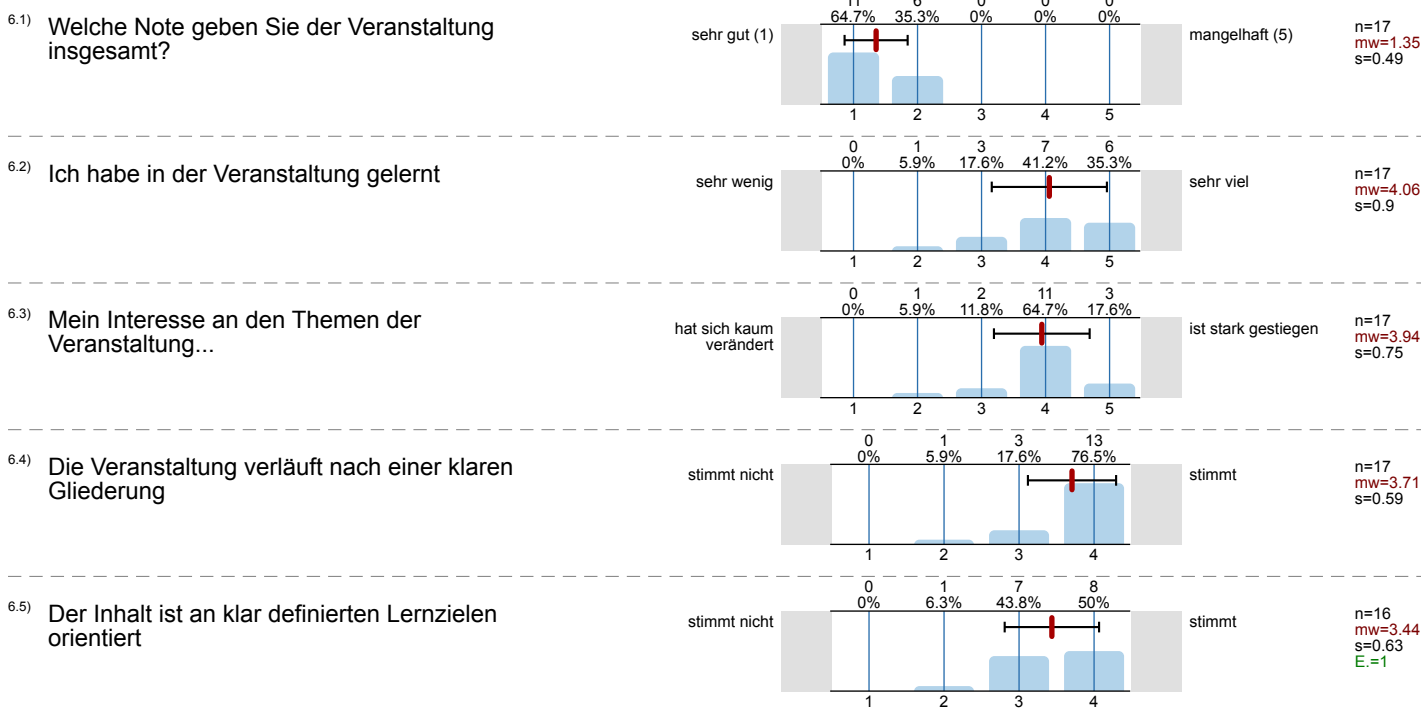 6.1) Welche Note geben Sie der Veranstaltung
insgesamt?
11 6 0 0 0
64.7% 35.3% 0% 0% 0%
sehr gut (1)
mangelhaft (5)
n=17
mw=1.35
s=0.49
1 2 3 4 5
6.2) Ich habe in der Veranstaltung gelernt
0 1 3 7 6
0% 5.9% 17.6% 41.2% 35.3%
sehr wenig
sehr viel
n=17
mw=4.06
s=0.9
1 2 3 4 5
6.3) Mein Interesse an den Themen der
Veranstaltung...
0 1 2 11 3
0% 5.9% 11.8% 64.7% 17.6%
hat sich kaum
verändert
ist stark gestiegen
n=17
mw=3.94
s=0.75
1 2 3 4 5
6.4) Die Veranstaltung verläuft nach einer klaren
Gliederung
0 1 3 13
0% 5.9% 17.6% 76.5%
stimmt nicht
stimmt
n=17
mw=3.71
s=0.59
1 2 3 4
6.5) Der Inhalt ist an klar definierten Lernzielen
orientiert
0 1 7 8
0% 6.3% 43.8% 50%
stimmt nicht
stimmt
n=16
mw=3.44
s=0.63
E.=1
1 2 3 4